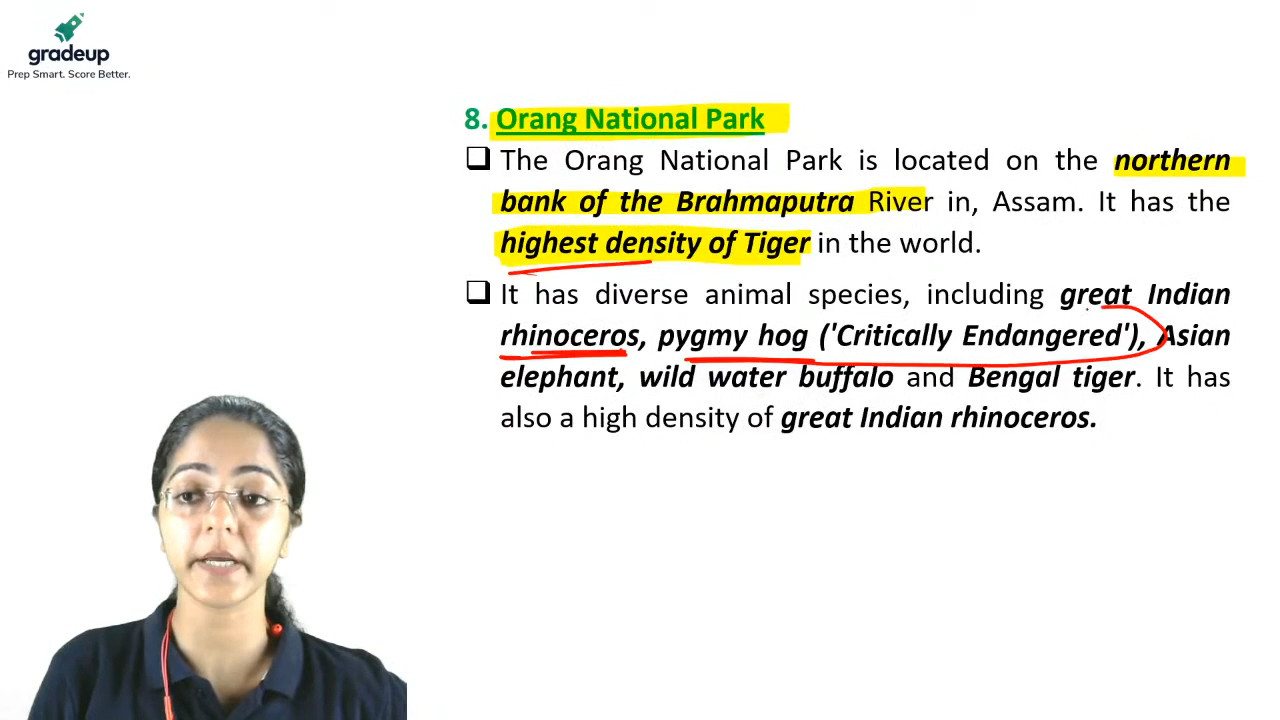 gradeup
Prep Smart. Score Better.
8. Orang National Park
❑ The Orang National Park is located on the northern
bank of the Brahmaputra River in, Assam. It has the
highest density of Tiger in the world.
❑ It has diverse animal species, including great Indian
rhinoceros, pygmy hog ('Critically Endangered'), Asian
elephant, wild water buffalo and Bengal tiger. It has
also a high density of great Indian rhinoceros.